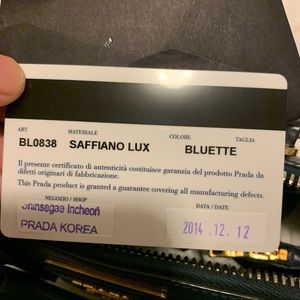 ART. MATERIALE COLORE TAGLIA
BL0838 SAFFIANO LUX BLUETTE
Il presente certificato di autenticità costituisce garanzia del prodotto Prada da
difetti originari di fabbricazione.
This Prada product is granted a guarantee covering all manufacturing defects.
NEGOZIO / SHOP DATA / DATE
Shinsegae Incheon
PRADA KOREA
2014. 12. 12